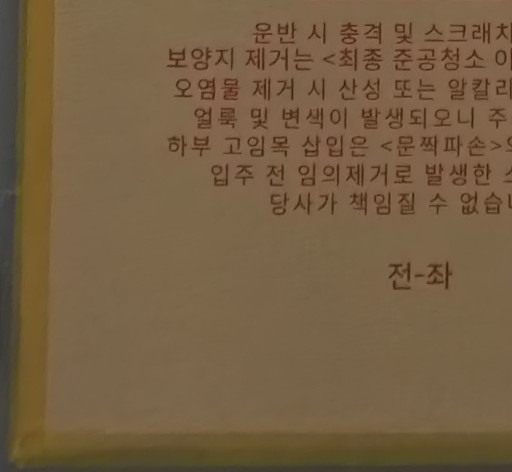 운반 시 충격 및 스크래치
보양지 제거는 <최종 준공청소 이
오염물 제거 시 산성 또는 알칼리
얼룩 및 변색이 발생되오니 주
하부 고임목 삽입은 <문짝파손>
입주 전 임의제거로 발생한
당사가 책임질 수 없습
전-좌